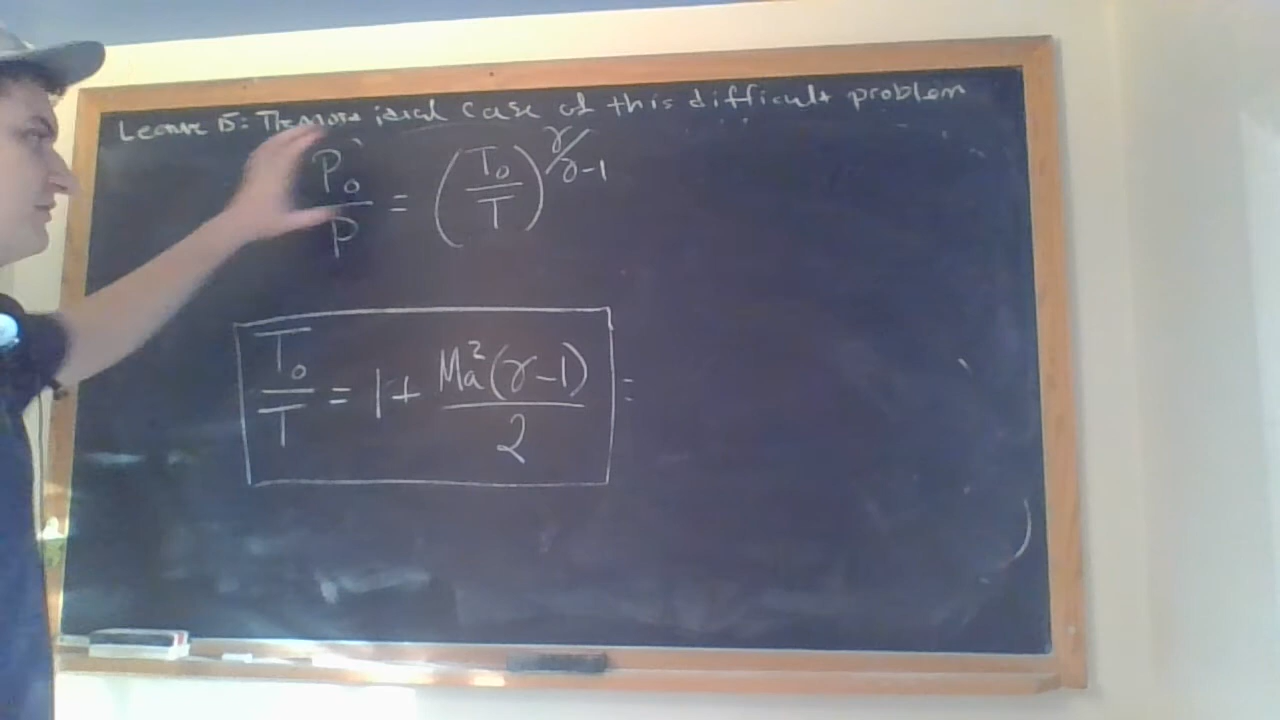 Lecture 15: The more ideal case of this difficult problem
P₀/P = (T₀/T)^(γ/γ-1)
T₀/T = 1 + Ma²(γ-1)/2 =